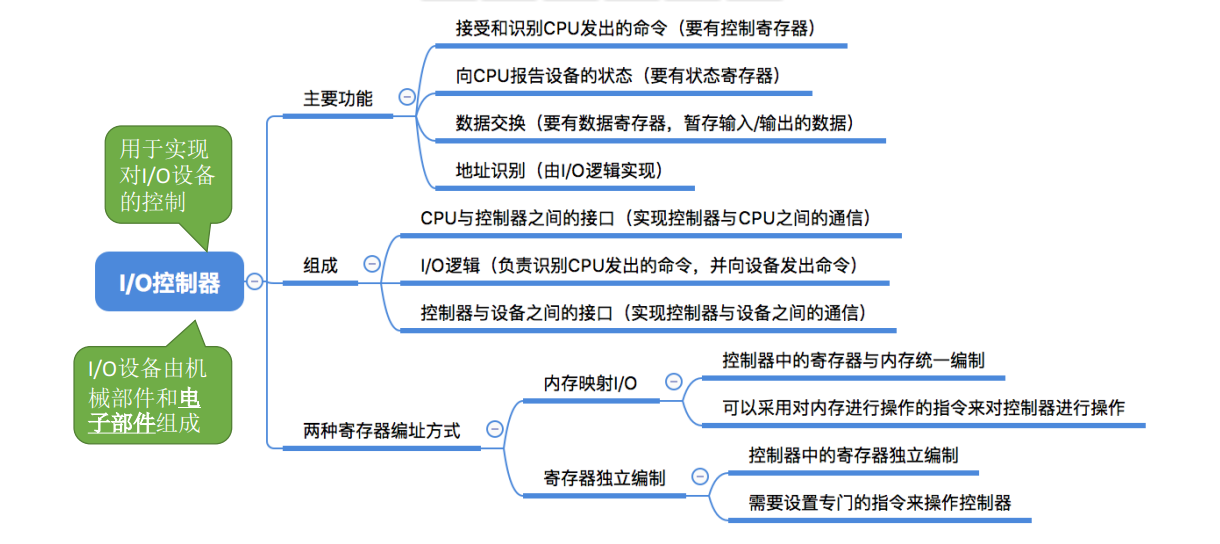 接受和识别CPU发出的命令（要有控制寄存器）
向CPU报告设备的状态（要有状态寄存器）
主要功能
数据交换（要有数据寄存器，暂存输入/输出的数据）
地址识别（由I/O逻辑实现）
用于实现
对I/O设备
的控制
I/O控制器
I/O设备由机
械部件和电
子部件组成
CPU与控制器之间的接口（实现控制器与CPU之间的通信）
组成
I/O逻辑（负责识别CPU发出的命令，并向设备发出命令）
控制器与设备之间的接口（实现控制器与设备之间的通信）
两种寄存器编址方式
内存映射I/O
控制器中的寄存器与内存统一编制
可以采用对内存进行操作的指令来对控制器进行操作
寄存器独立编制
控制器中的寄存器独立编制
需要设置专门的指令来操作控制器